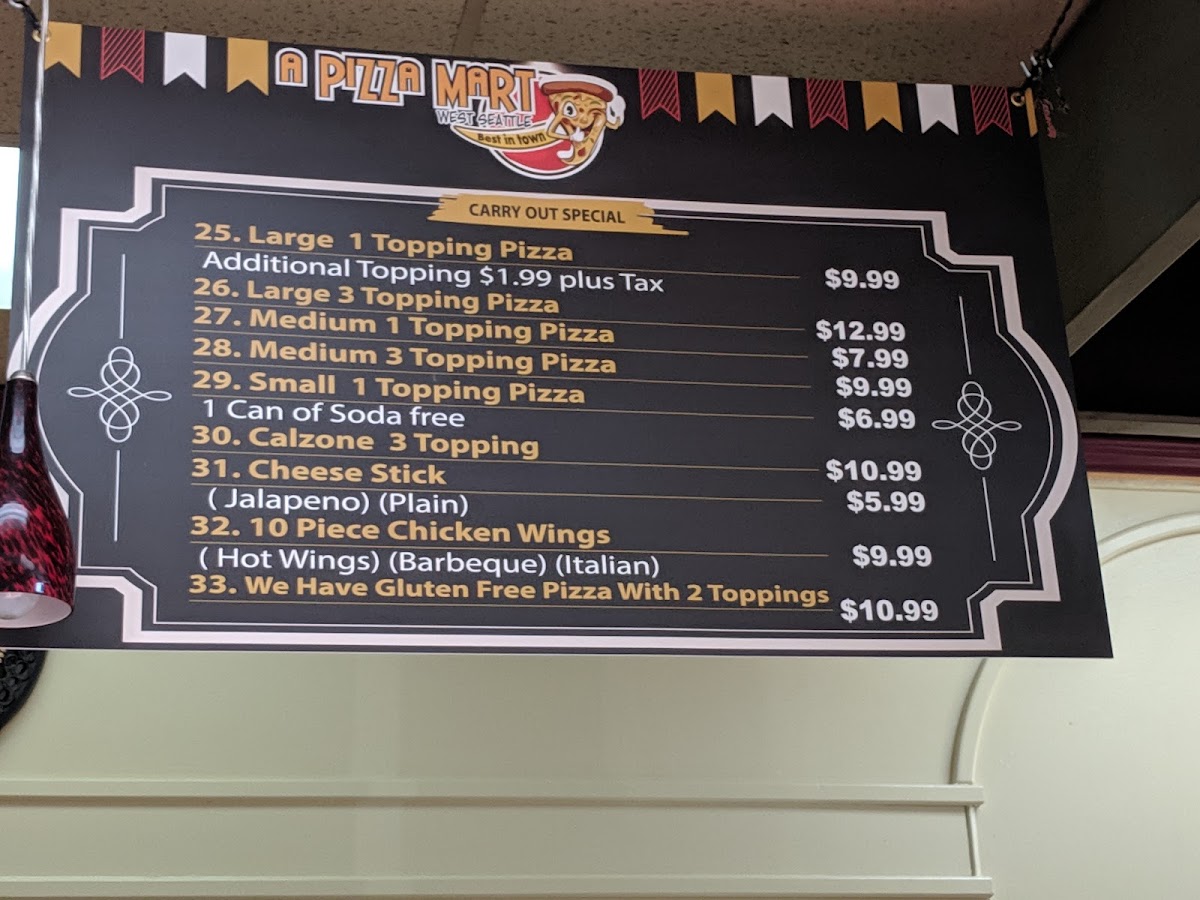 A PIZZA MART
WEST SEATTLE
Best in town
CARRY OUT SPECIAL
25. Large 1 Topping Pizza $9.99
Additional Topping $1.99 plus Tax
26. Large 3 Topping Pizza $12.99
27. Medium 1 Topping Pizza $7.99
28. Medium 3 Topping Pizza $9.99
29. Small 1 Topping Pizza $6.99
1 Can of Soda free
30. Calzone 3 Topping $10.99
31. Cheese Stick $5.99
( Jalapeno) (Plain)
32. 10 Piece Chicken Wings $9.99
( Hot Wings) (Barbeque) (Italian)
33. We Have Gluten Free Pizza With 2 Toppings $10.99